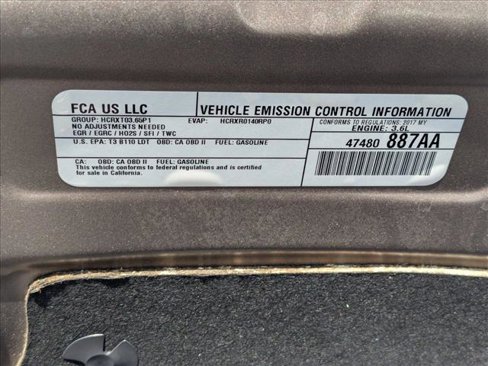 FCA US LLC
VEHICLE EMISSION CONTROL INFORMATION
GROUP: HCRXT03.65P1 EVAP: HCRXR0140RP0
CONFORMS TO REGULATIONS: 2017 MY
NO ADJUSTMENTS NEEDED
ENGINE: 3.6L
EGR / EGRC / HO2S / SFI / TWC
U.S. EPA: T3 B110 LDT OBD: CA OBD II FUEL: GASOLINE
47480 887AA
CA: OBD: CA OBD II FUEL: GASOLINE
This vehicle conforms to federal regulations and is certified
for sale in California.